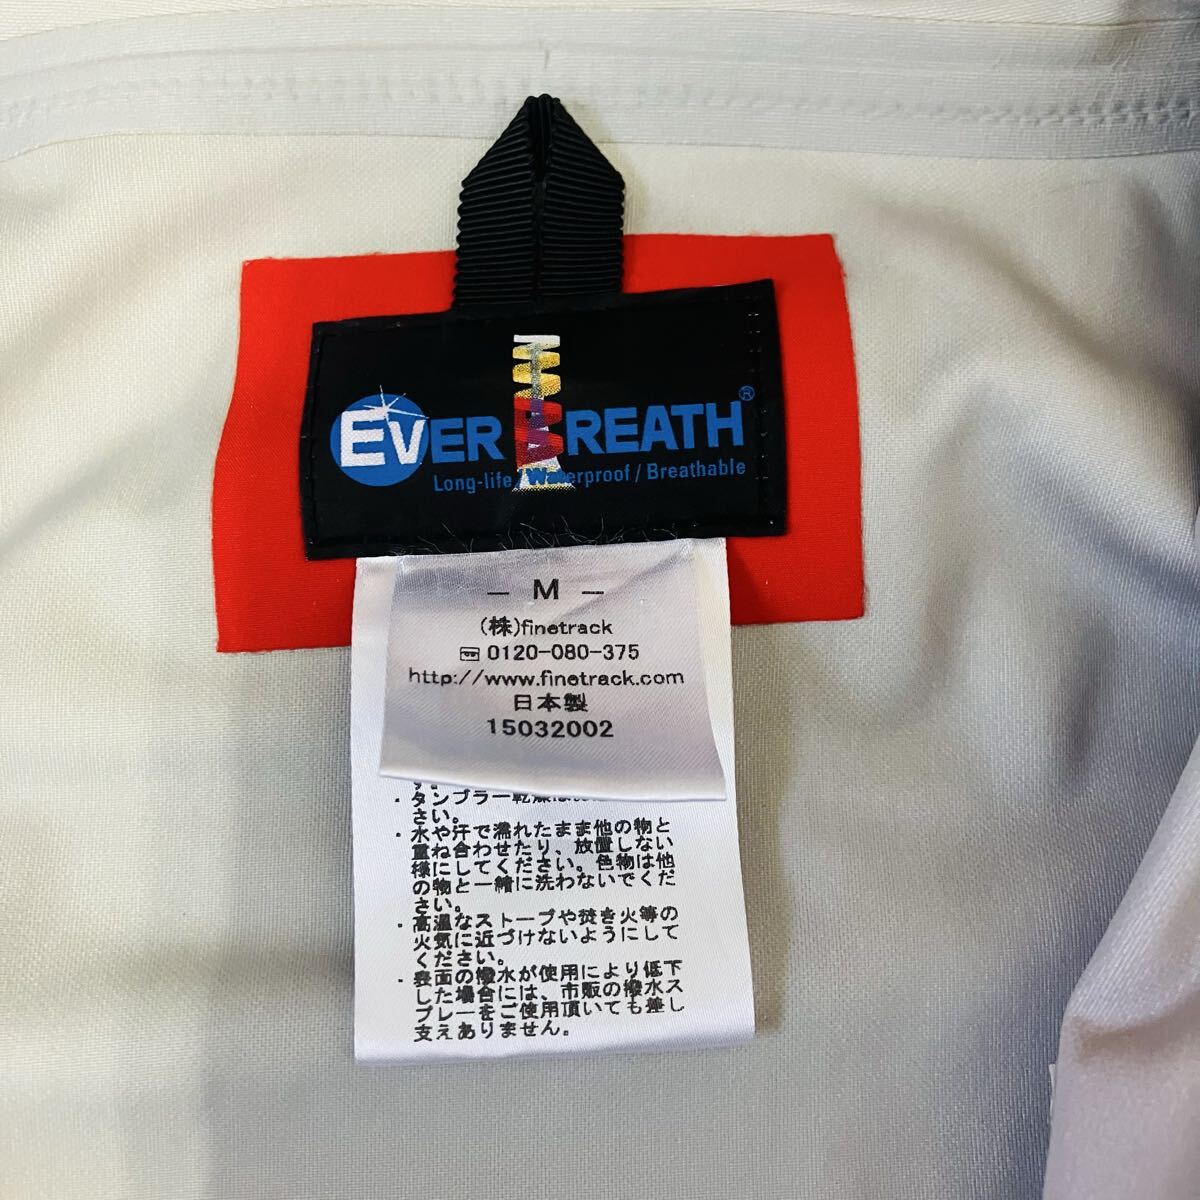 EVER BREATH®
Long-life / Waterproof / Breathable
— M —
(株)finetrack
0120-080-375
http://www.finetrack.com
日本製
15032002
す。
・タンブラー乾燥は
さい。
・水や汗で濡れたまま他の物と
重ね合わせたり、放置しない
様にしてください。色物は他
の物と一緒に洗わないでくだ
さい。
・高温なストーブや焚き火等の
火気に近づけないようにして
ください。
・表面の撥水が使用により低下
した場合には、市販の撥水ス
プレーをご使用頂いても差し
支えありません。